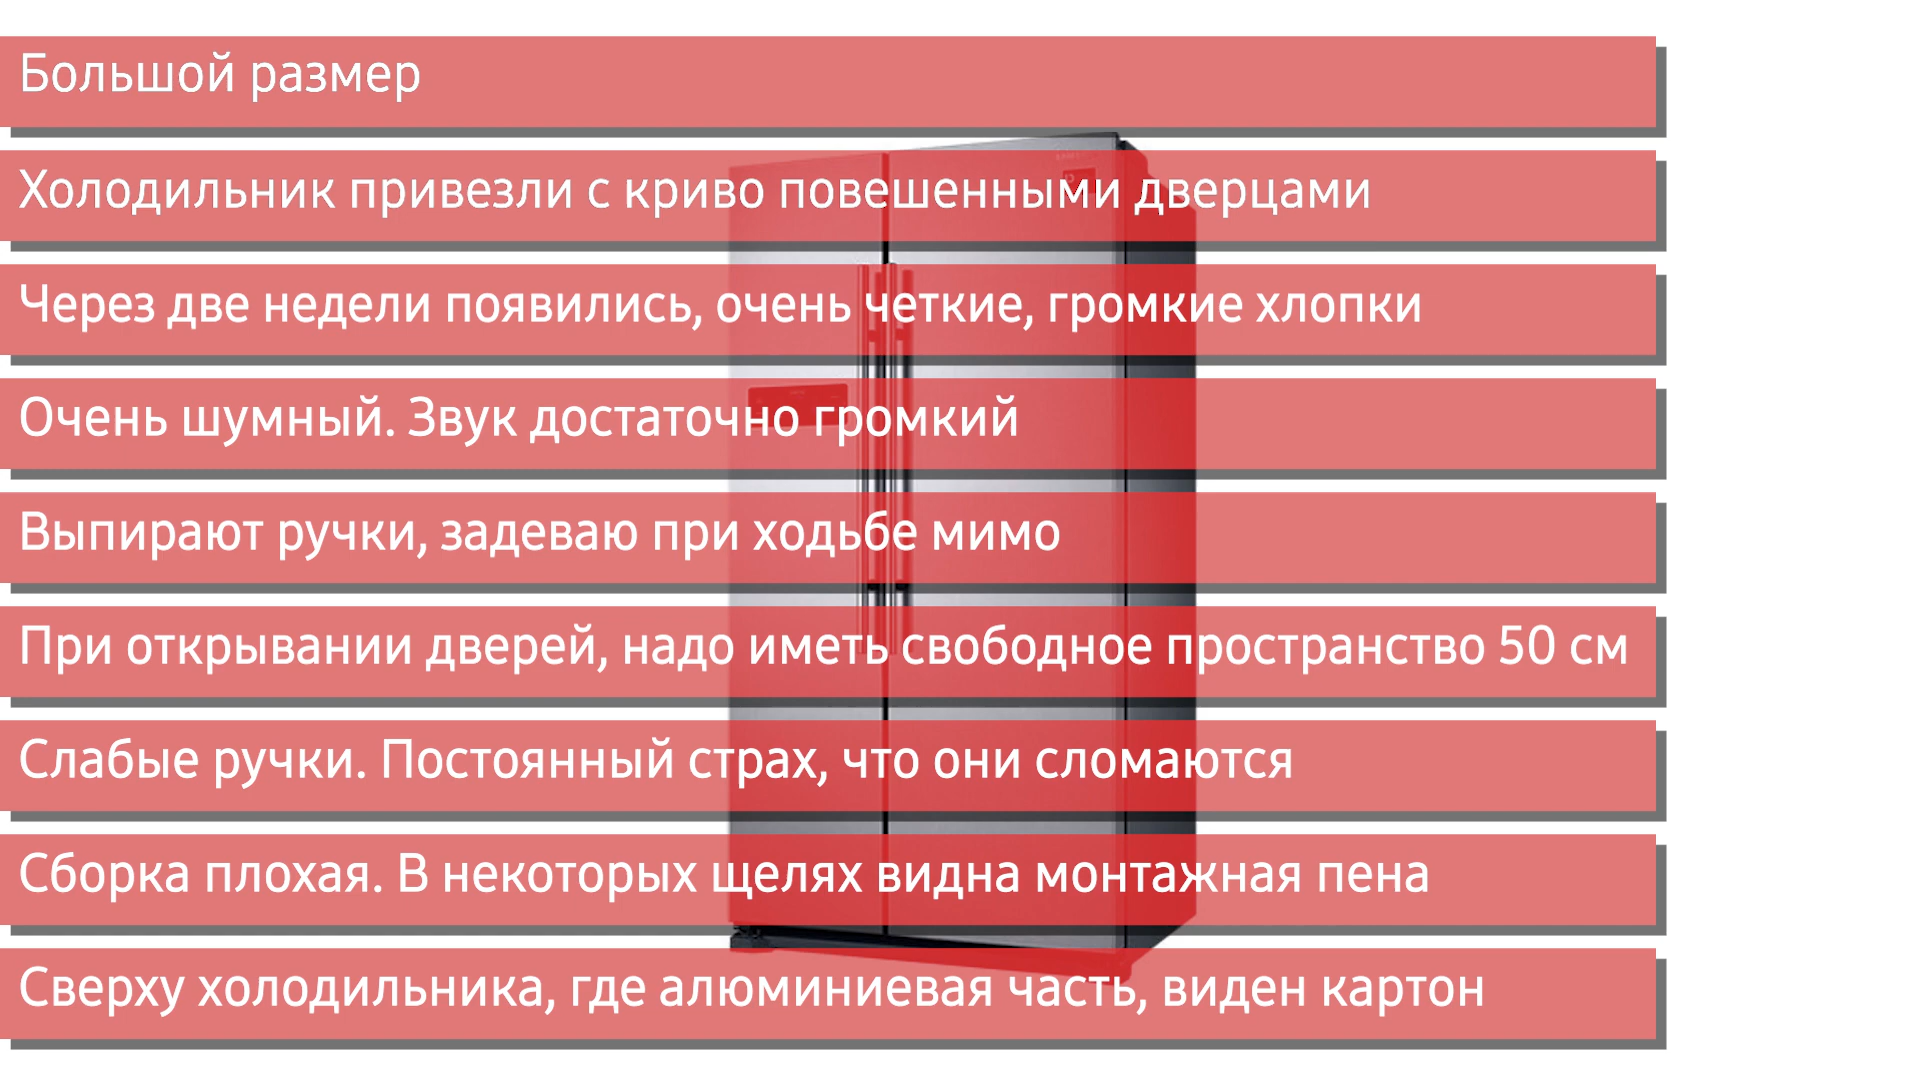 Большой размер
Холодильник привезли с криво повешенными дверцами
Через две недели появились, очень четкие, громкие хлопки
Очень шумный. Звук достаточно громкий
Выпирают ручки, задеваю при ходьбе мимо
При открывании дверей, надо иметь свободное пространство 50 см
Слабые ручки. Постоянный страх, что они сломаются
Сборка плохая. В некоторых щелях видна монтажная пена
Сверху холодильника, где алюминиевая часть, виден картон